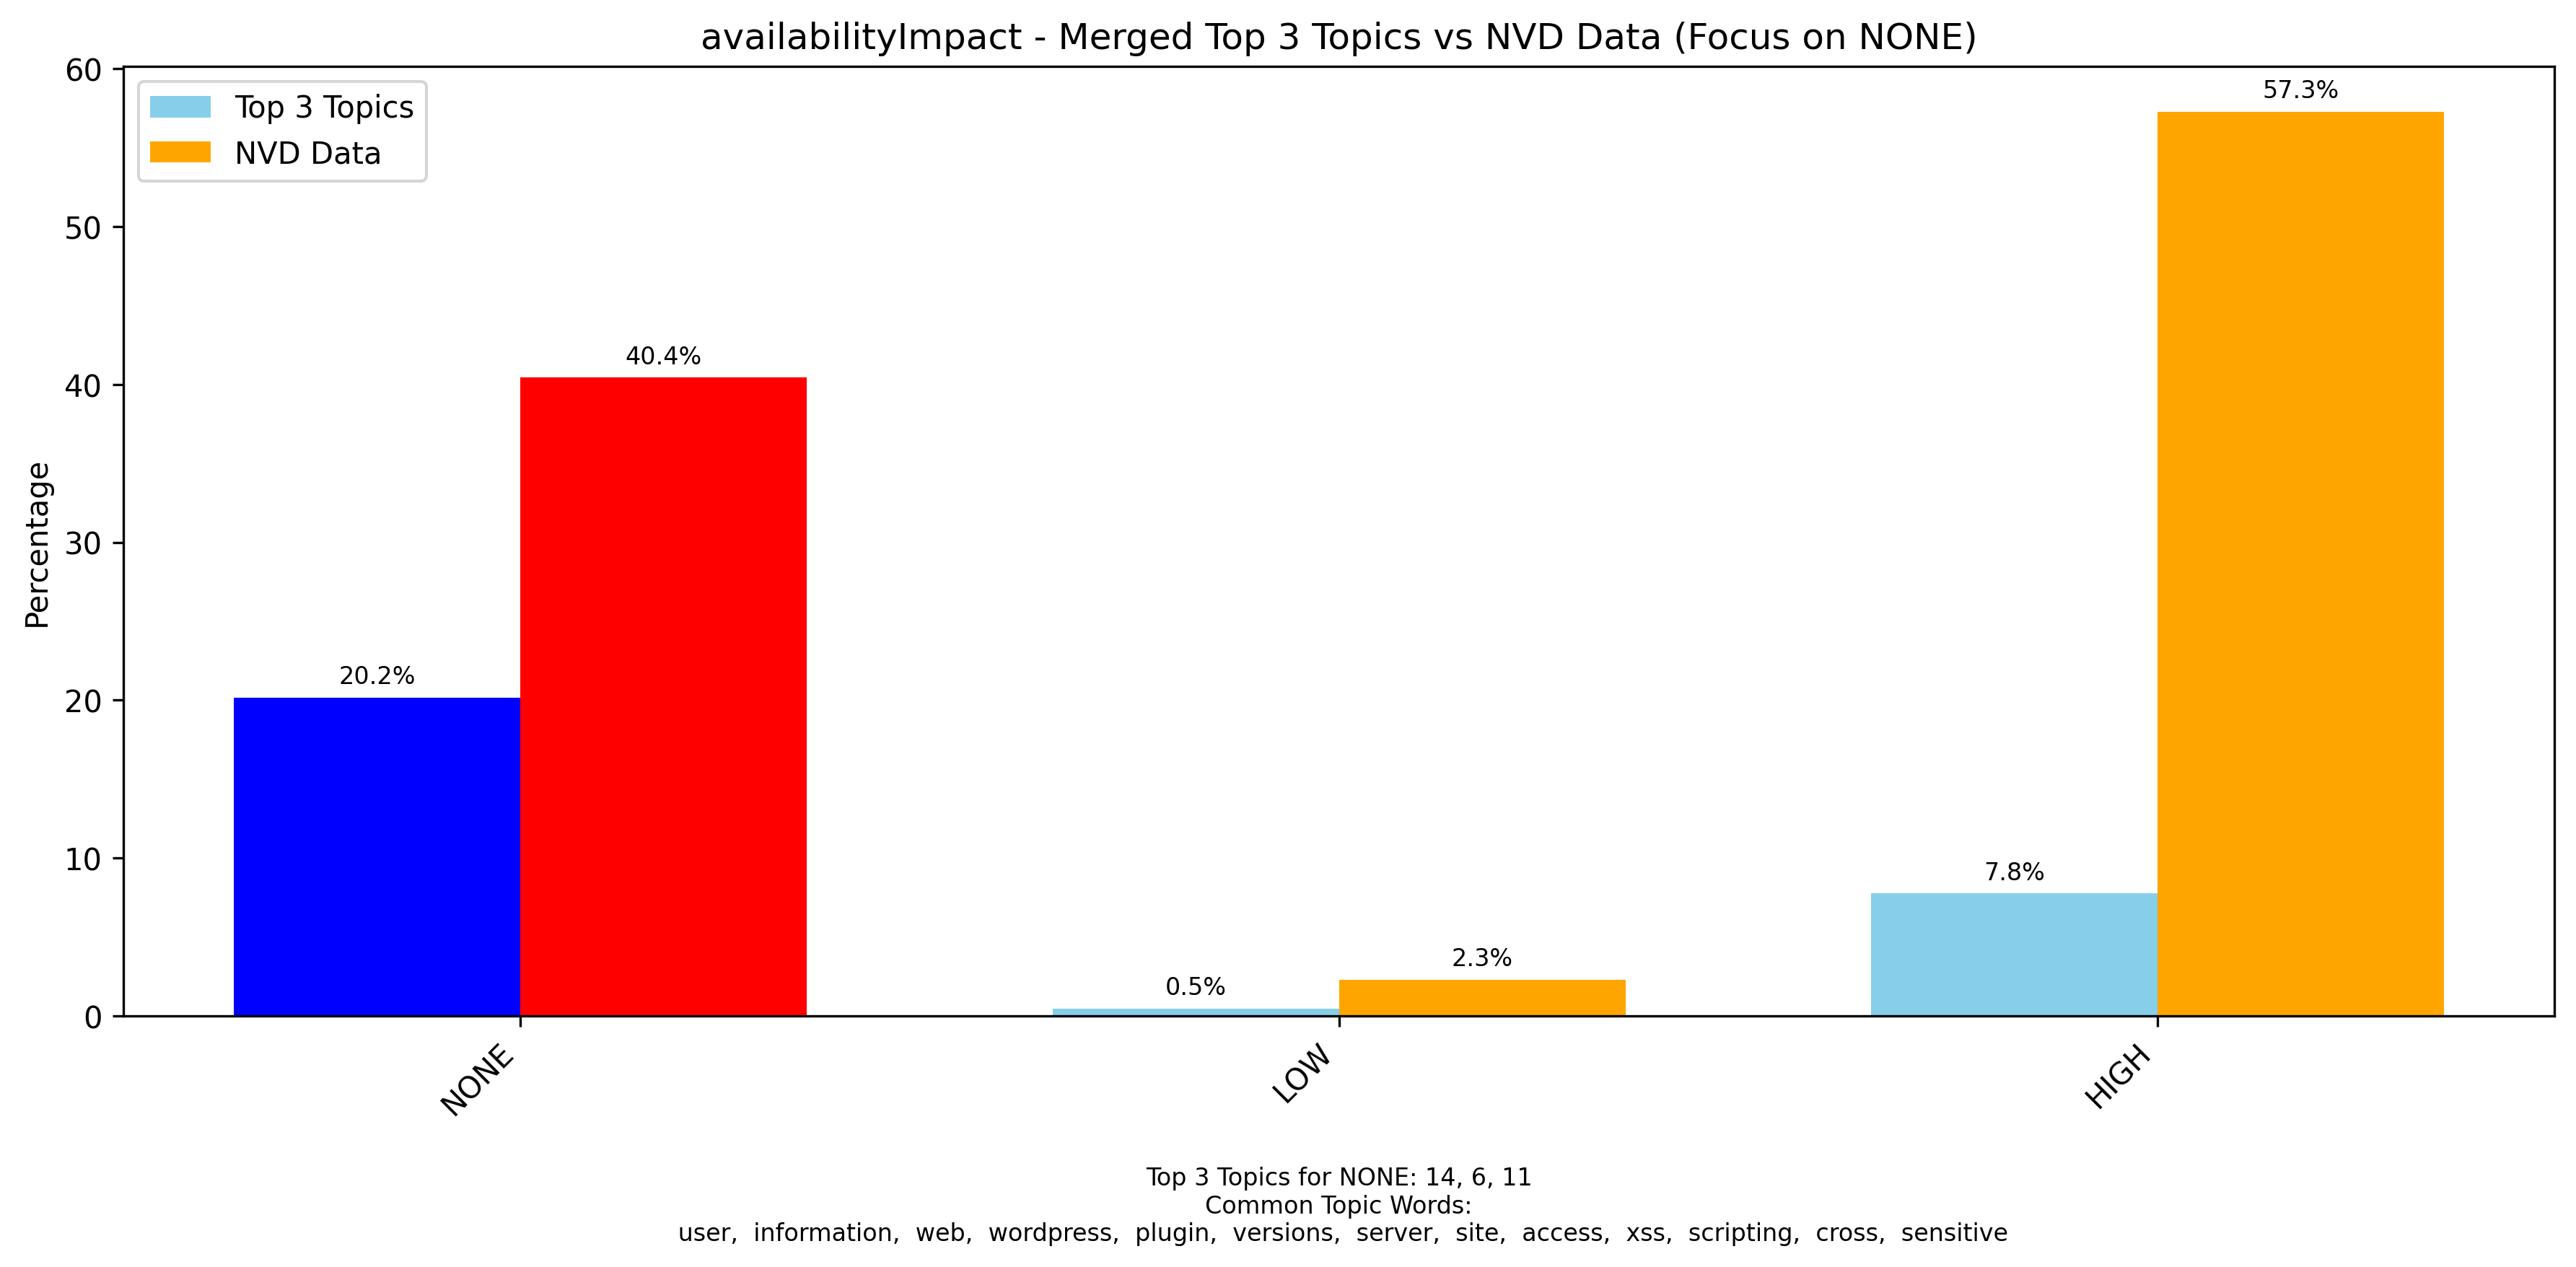 availabilityImpact - Merged Top 3 Topics vs NVD Data (Focus on NONE)
Top 3 Topics
NVD Data
Percentage
60
50
40
30
20
10
0
20.2%
40.4%
0.5%
2.3%
7.8%
57.3%
NONE
LOW
HIGH
Top 3 Topics for NONE: 14, 6, 11
Common Topic Words:
user, information, web, wordpress, plugin, versions, server, site, access, xss, scripting, cross, sensitive